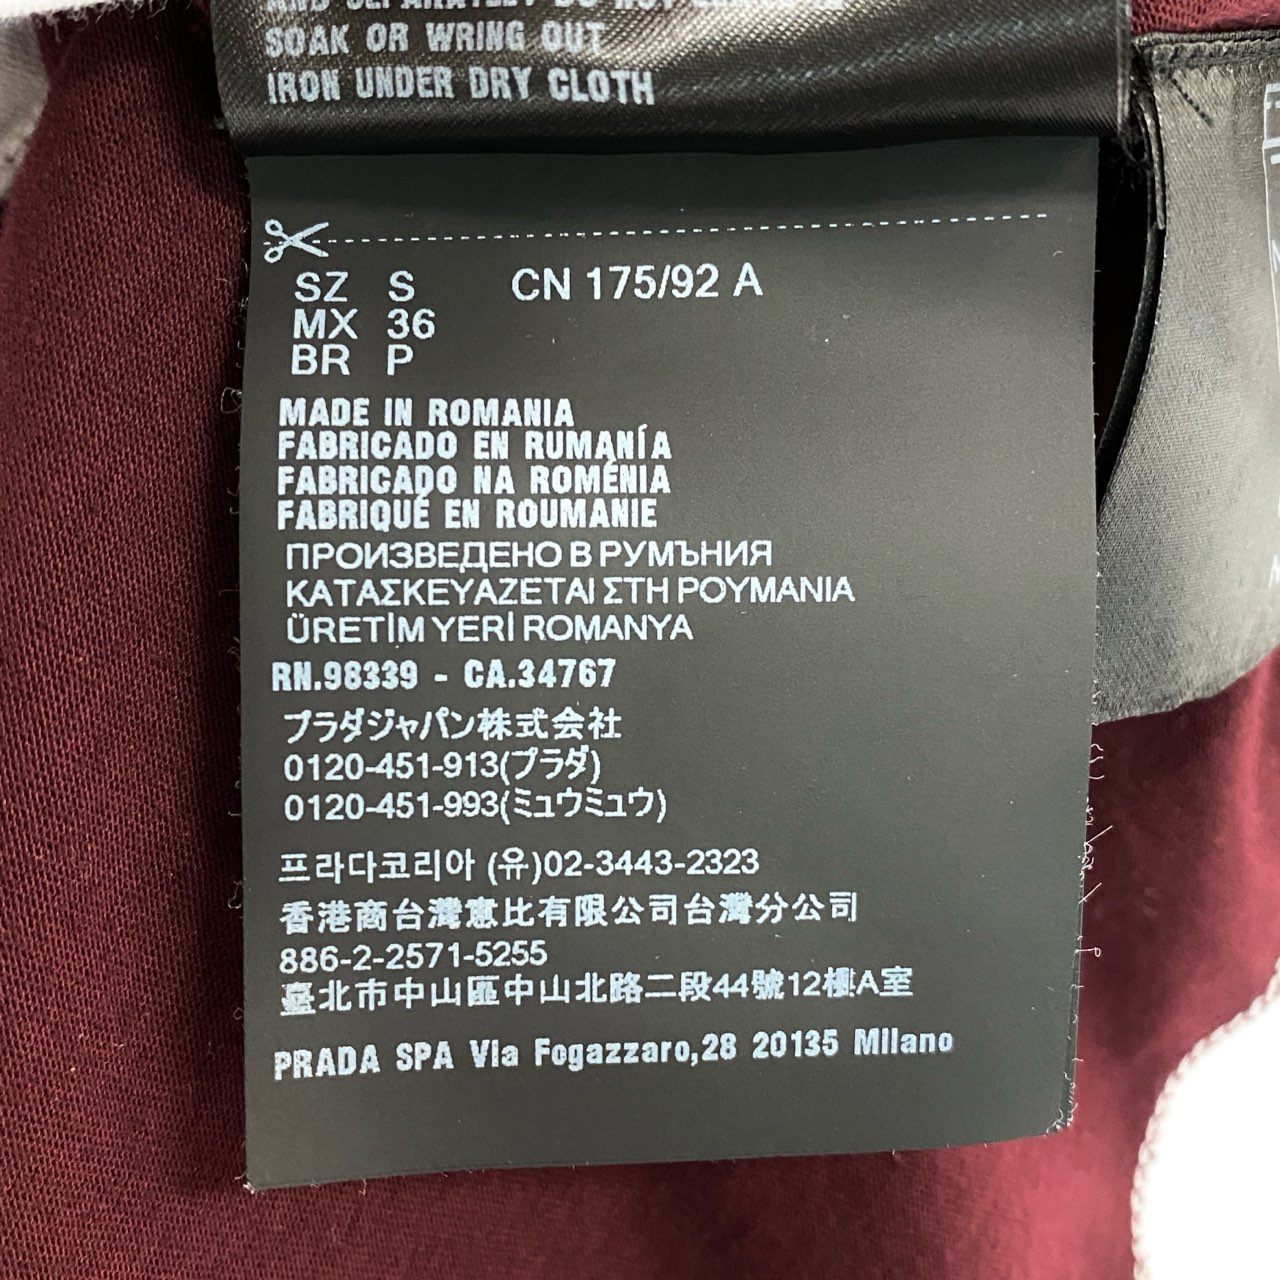 SOAK OR WRING OUT
IRON UNDER DRY CLOTH
SZ S CN 175/92 A
MX 36
BR P
MADE IN ROMANIA
FABRICADO EN RUMANÍA
FABRICADO NA ROMÉNIA
FABRIQUÉ EN ROUMANIE
ПРОИЗВЕДЕНО В РУМЪНИЯ
ΚΑΤΑΣΚΕΥΑΖΕΤΑΙ ΣΤΗ ΡΟΥΜΑΝΙΑ
ÜRETİM YERİ ROMANYA
RN.98339 - CA.34767
プラダジャパン株式会社
0120-451-913(プラダ)
0120-451-993(ミュウミュウ)
프라다코리아 (유)02-3443-2323
香港商台灣憙比有限公司台灣分公司
886-2-2571-5255
臺北市中山區中山北路二段44號12樓A室
PRADA SPA Via Fogazzaro,28 20135 Milano